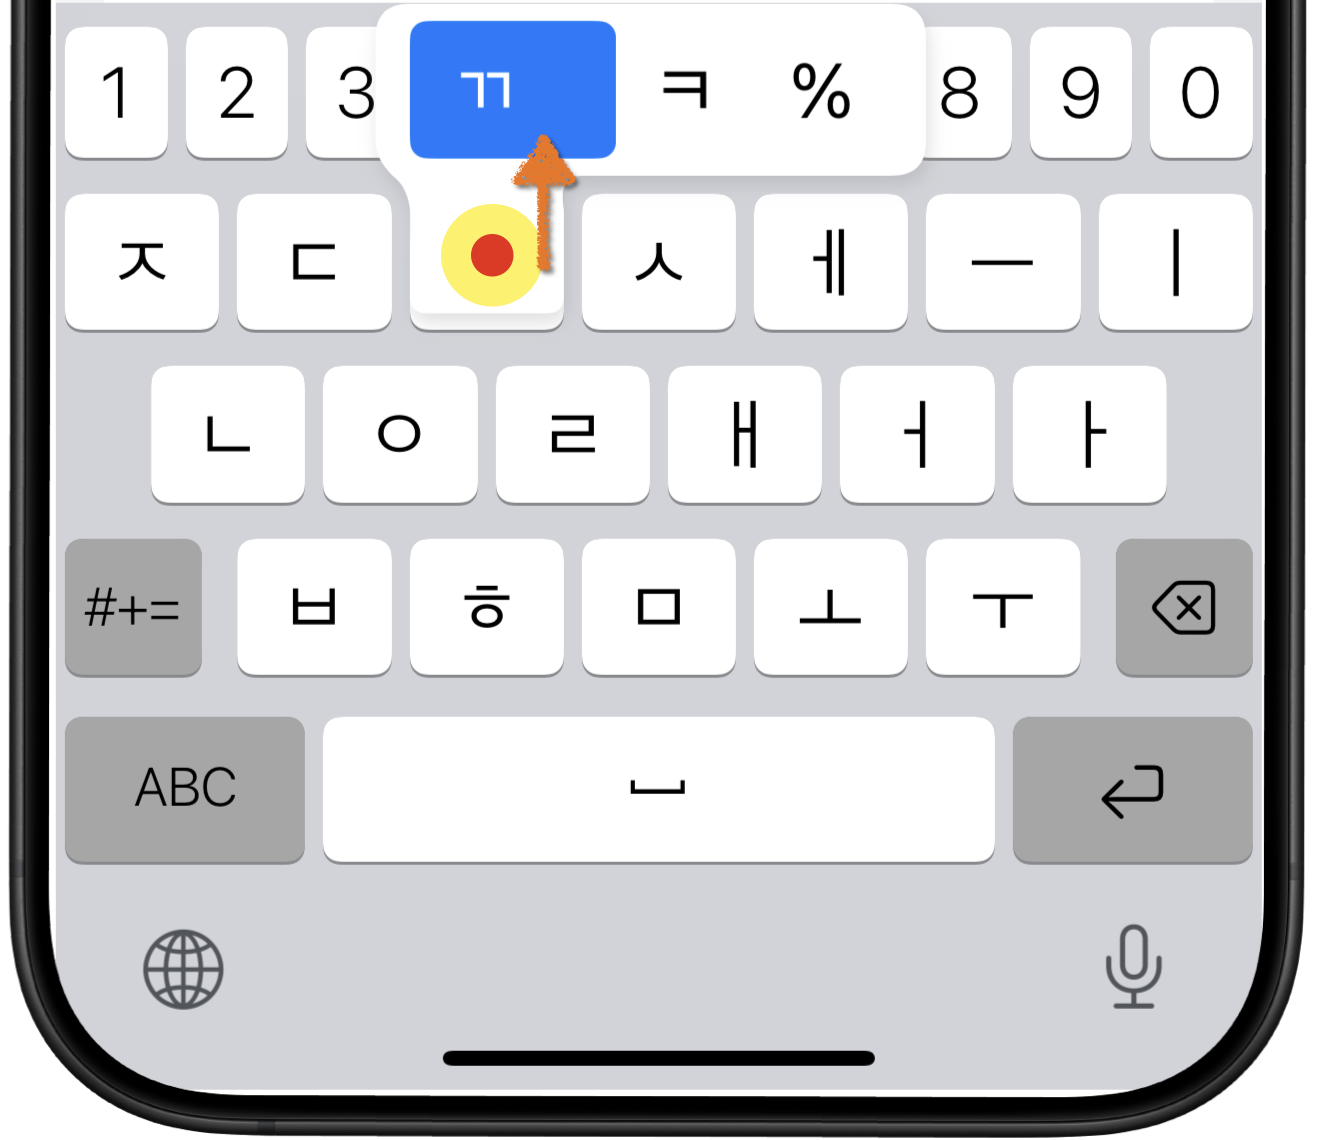 1 2 3 ㄲ ㅋ % 8 9 0
ㅈ ㄷ ㅅ ㅔ ㅡ ㅣ
ㄴ ㅇ ㄹ ㅐ ㅓ ㅏ
#+= ㅂ ㅎ ㅁ ㅗ ㅜ
ABC